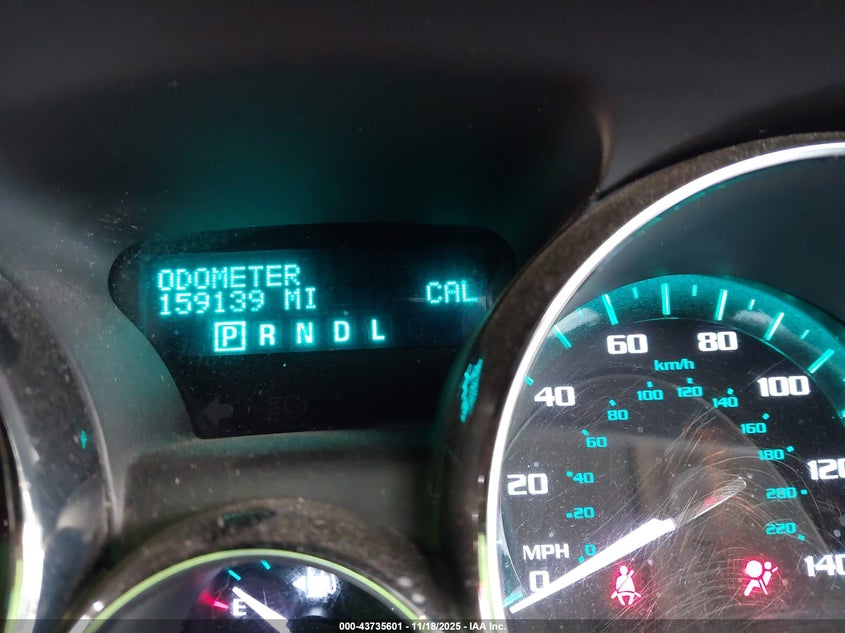 ODOMETER
159139 MI
CAL
P R N D L
0 20 40 60 80 100 120 140
MPH
km/h
0 20 40 60 80 100 120 140 160 180 200 220
E
000-43735601 - 11/18/2025 - IAA Inc.